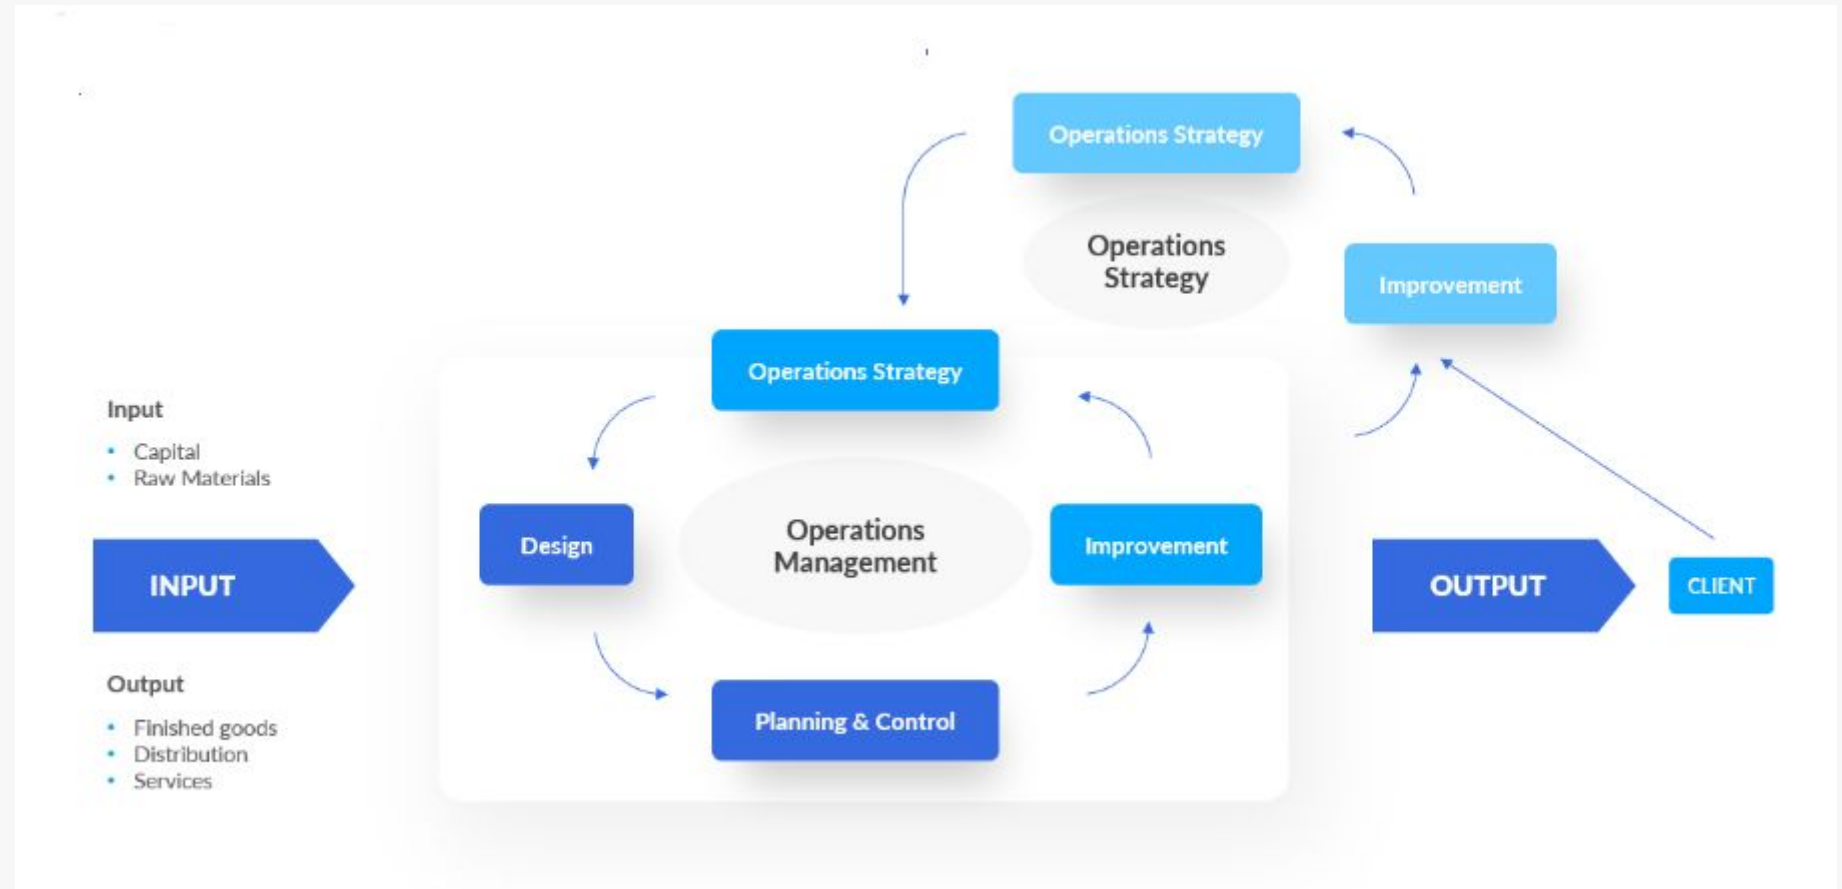 Operations Strategy
Operations
Strategy
Improvement
Operations Strategy
Input
• Capital
• Raw Materials
Design
Operations
Management
Improvement
INPUT
OUTPUT
CLIENT
Output
• Finished goods
• Distribution
• Services
Planning & Control